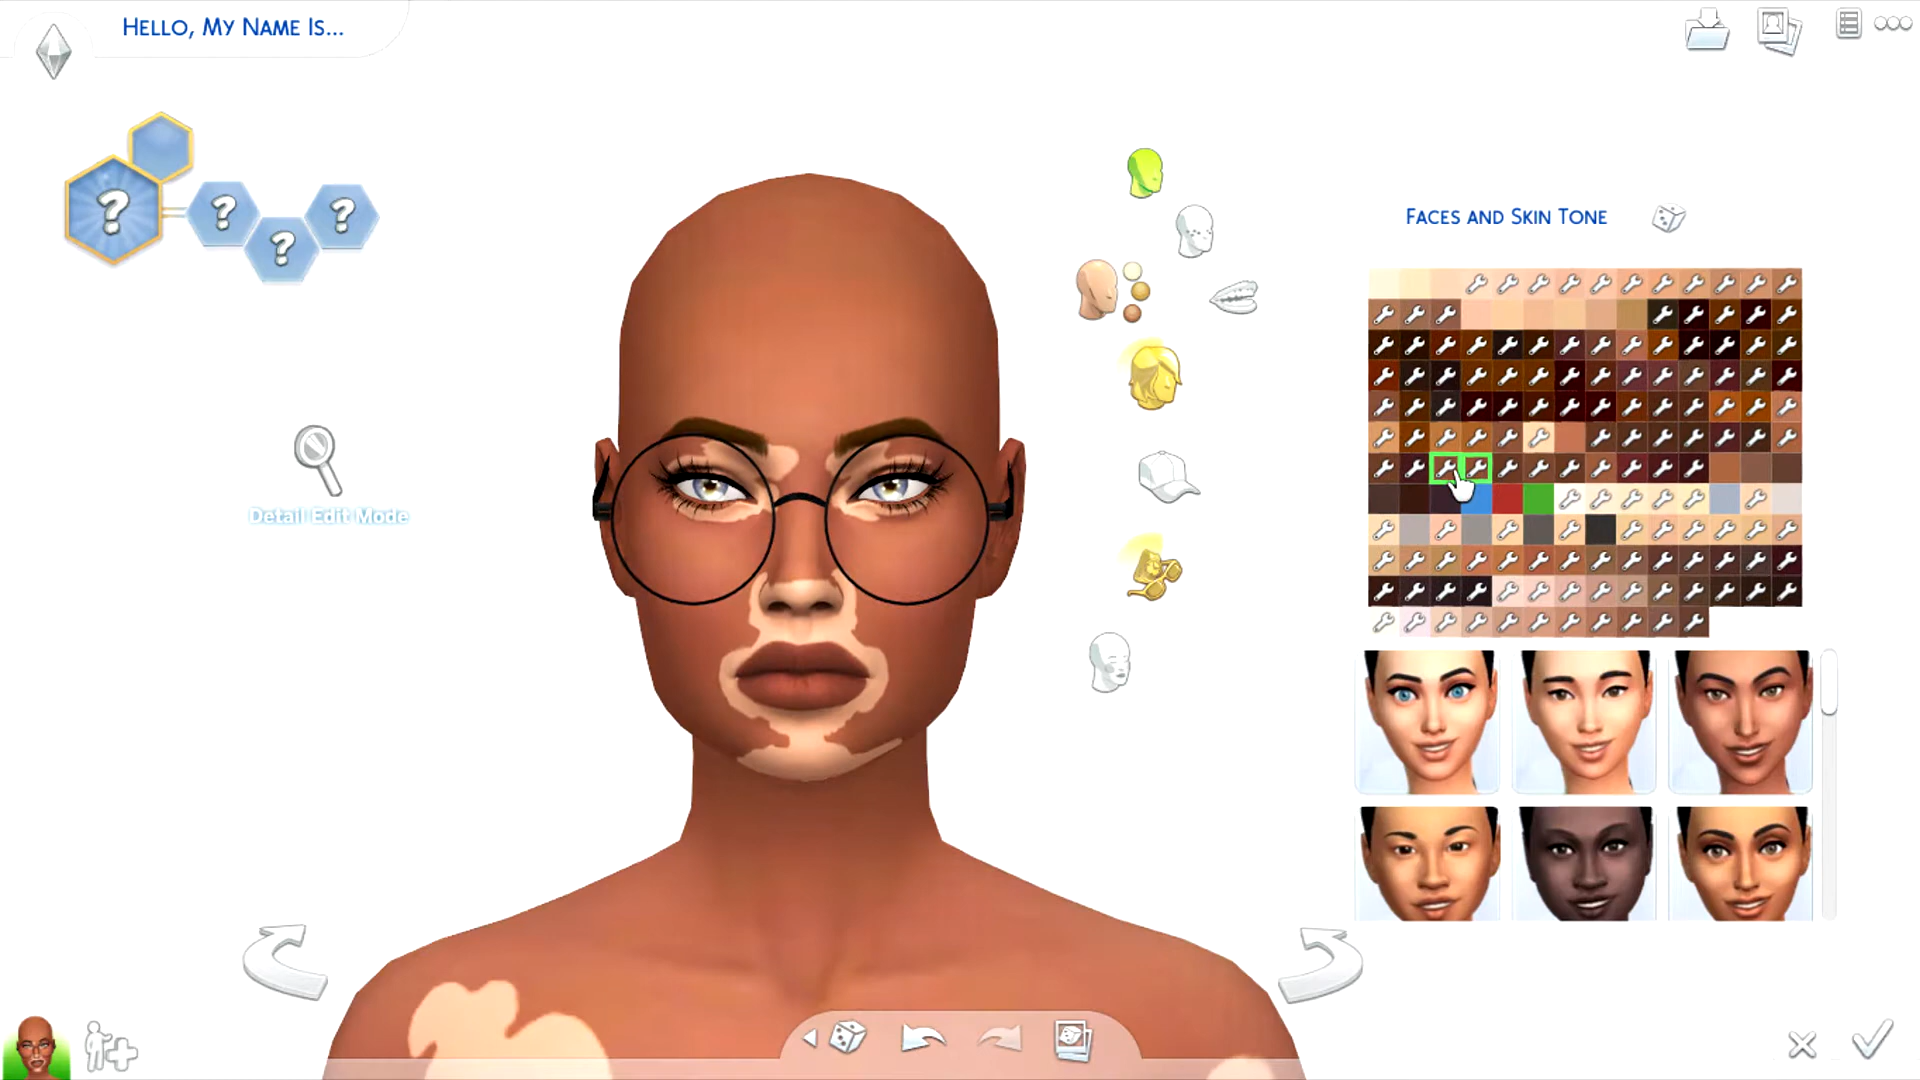 Hello, My Name Is...
?
?
?
?
Faces and Skin Tone
Detail Edit Mode